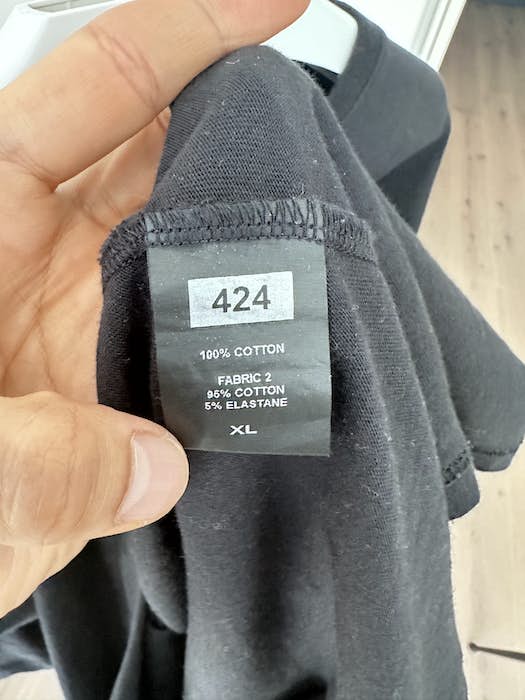 424
100% COTTON
FABRIC 2
95% COTTON
5% ELASTANE
XL